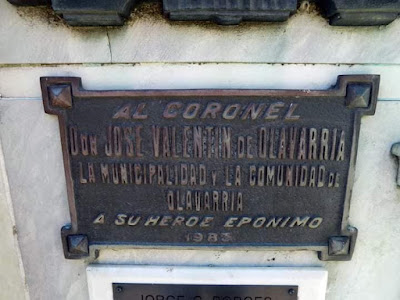 AL CORONEL
DON JOSE VALENTIN DE OLAVARRIA
LA MUNICIPALIDAD Y LA COMUNIDAD DE
OLAVARRIA
A SU HEROE EPONIMO
1983